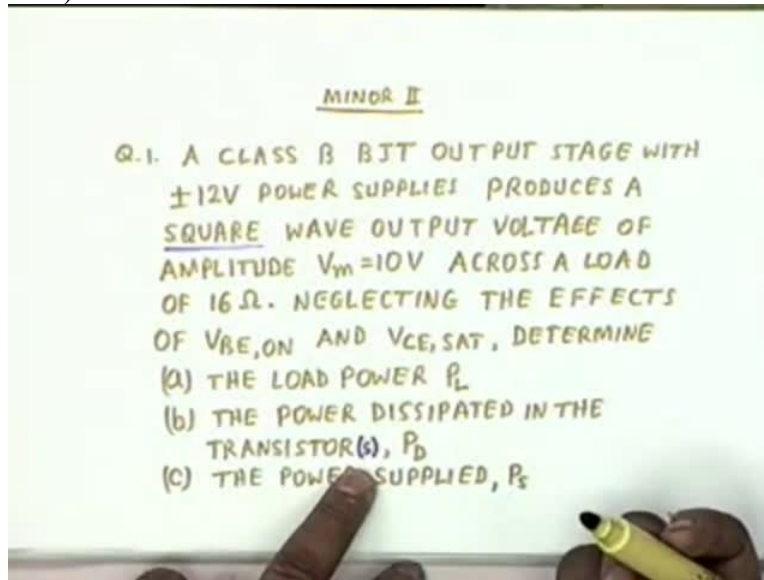 MINOR II
Q.1. A CLASS B BJT OUTPUT STAGE WITH
±12V POWER SUPPLIES PRODUCES A
SQUARE WAVE OUTPUT VOLTAGE OF
AMPLITUDE Vm =10V ACROSS A LOAD
OF 16 Ω. NEGLECTING THE EFFECTS
OF VBE,ON AND VCE,SAT, DETERMINE
(a) THE LOAD POWER PL
(b) THE POWER DISSIPATED IN THE
TRANSISTOR(S), PD
(C) THE POWER SUPPLIED, PS